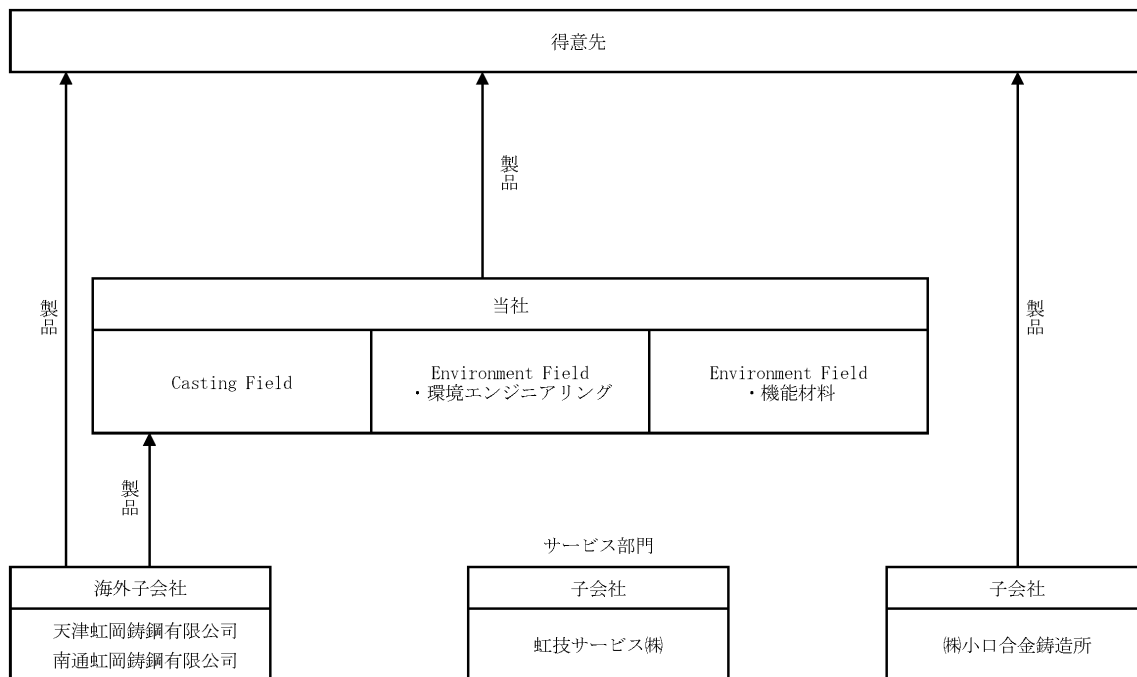 得意先
製品
製品
製品
当社
Casting Field
Environment Field
・環境エンジニアリング
Environment Field
・機能材料
製品
サービス部門
海外子会社
天津虹岡鋳鋼有限公司
南通虹岡鋳鋼有限公司
子会社
虹技サービス㈱
子会社
㈱小口合金鋳造所